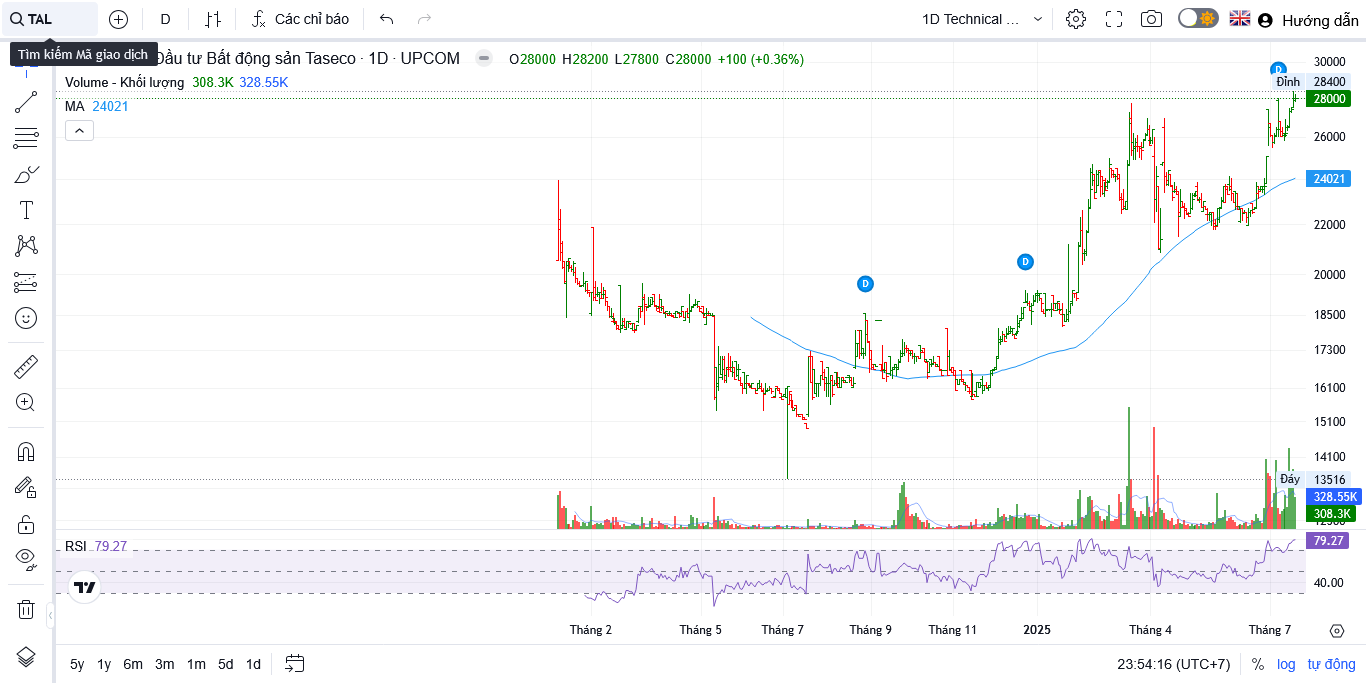 TAL
D
Các chỉ báo
1D Technical ...
Hướng dẫn
Tìm kiếm Mã giao dịch
Đầu tư Bất động sản Taseco · 1D · UPCOM
O28000 H28200 L27800 C28000 +100 (+0.36%)
Volume - Khối lượng 308.3K 328.55K
MA 24021
D
D
D
Đỉnh 28400
30000
28000
26000
24021
22000
20000
18500
17300
16100
15100
14100
Đáy 13516
328.55K
308.3K
RSI 79.27
79.27
40.00
Tháng 2
Tháng 5
Tháng 7
Tháng 9
Tháng 11
2025
Tháng 4
Tháng 7
5y 1y 6m 3m 1m 5d 1d
23:54:16 (UTC+7)
% log tự động